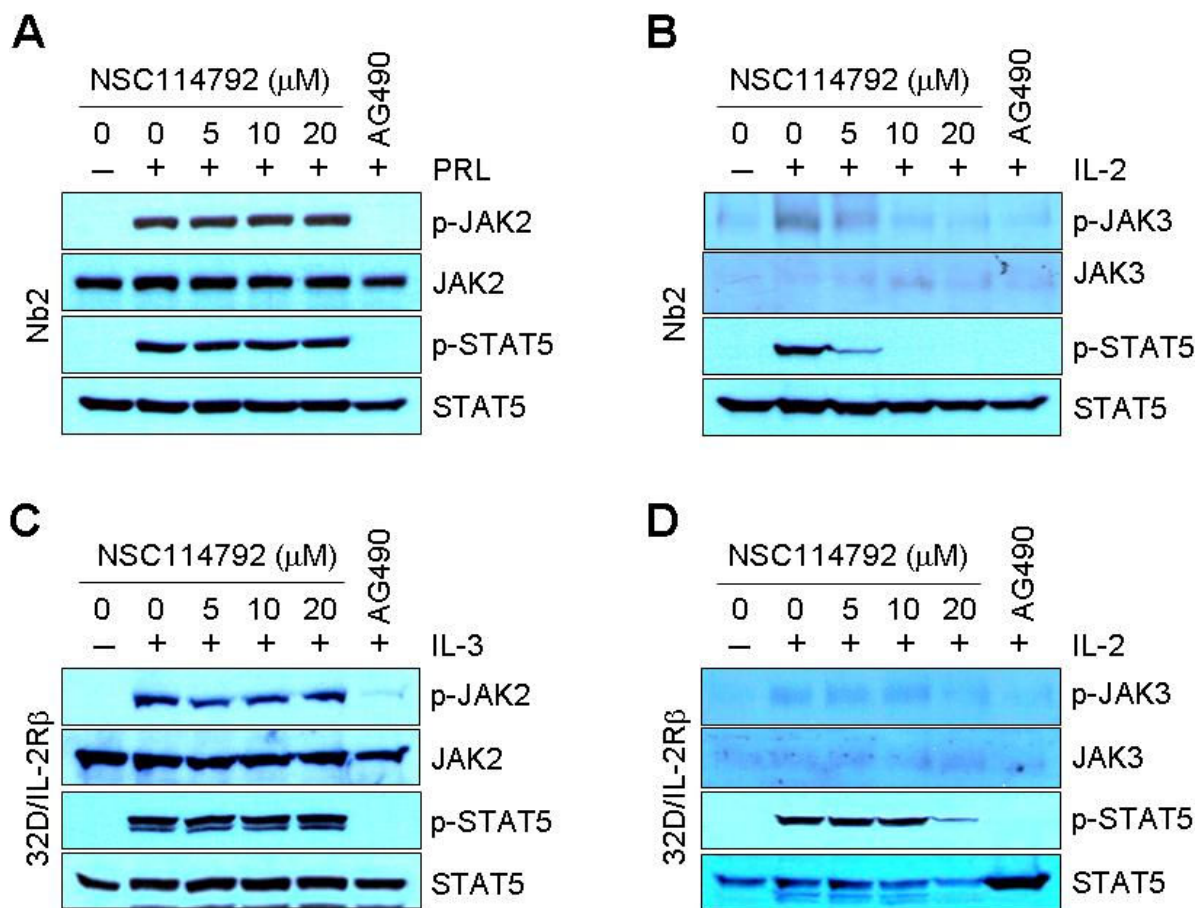 A
NSC114792 (μM)
AG490
0 0 5 10 20
– + + + + + PRL
Nb2
p-JAK2
JAK2
p-STAT5
STAT5
B
NSC114792 (μM)
AG490
0 0 5 10 20
– + + + + + IL-2
Nb2
p-JAK3
JAK3
p-STAT5
STAT5
C
NSC114792 (μM)
AG490
0 0 5 10 20
– + + + + + IL-3
32D/IL-2Rβ
p-JAK2
JAK2
p-STAT5
STAT5
D
NSC114792 (μM)
AG490
0 0 5 10 20
– + + + + + IL-2
32D/IL-2Rβ
p-JAK3
JAK3
p-STAT5
STAT5